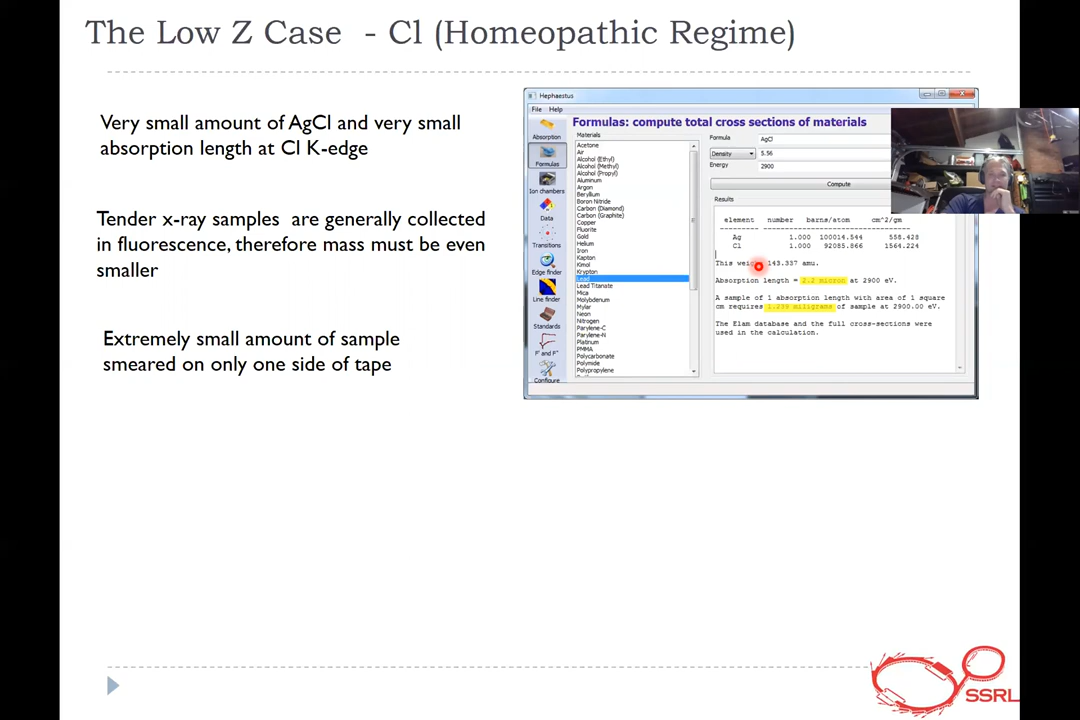 The Low Z Case - Cl (Homeopathic Regime)
Very small amount of AgCl and very small
absorption length at Cl K-edge
Tender x-ray samples are generally collected
in fluorescence, therefore mass must be even
smaller
Extremely small amount of sample
smeared on only one side of tape
Hephaestus
File Help
Absorption
Formulas
Ion chambers
Data
Transitions
Edge finder
Line finder
Standards
F' and F"
Configure
Formulas: compute total cross sections of materials
Materials
Acetone
Air
Alcohol (Ethyl)
Alcohol (Methyl)
Alcohol (Propyl)
Aluminum
Argon
Beryllium
Boron Nitride
Carbon (Diamond)
Carbon (Graphite)
Copper
Fluorite
Gold
Helium
Iron
Kapton
Kimol
Krypton
Lead
Lead Titanate
Mica
Molybdenum
Mylar
Neon
Nitrogen
Parylene-C
Parylene-N
Platinum
PMMA
Polycarbonate
Polyimide
Polypropylene
Formula AgCl
Density 5.56
Energy 2900
Compute
Results
element number barns/atom cm^2/gm
Ag 1.000 100014.544 558.428
Cl 1.000 92085.866 1564.224
This 143.337 amu.
Absorption length = 2.2 micron at 2900 eV.
A sample of 1 absorption length with area of 1 square
cm requires 1.238 miligrams of sample at 2900.00 eV.
The Elam database and the full cross-sections were
used in the calculation.
SSRL